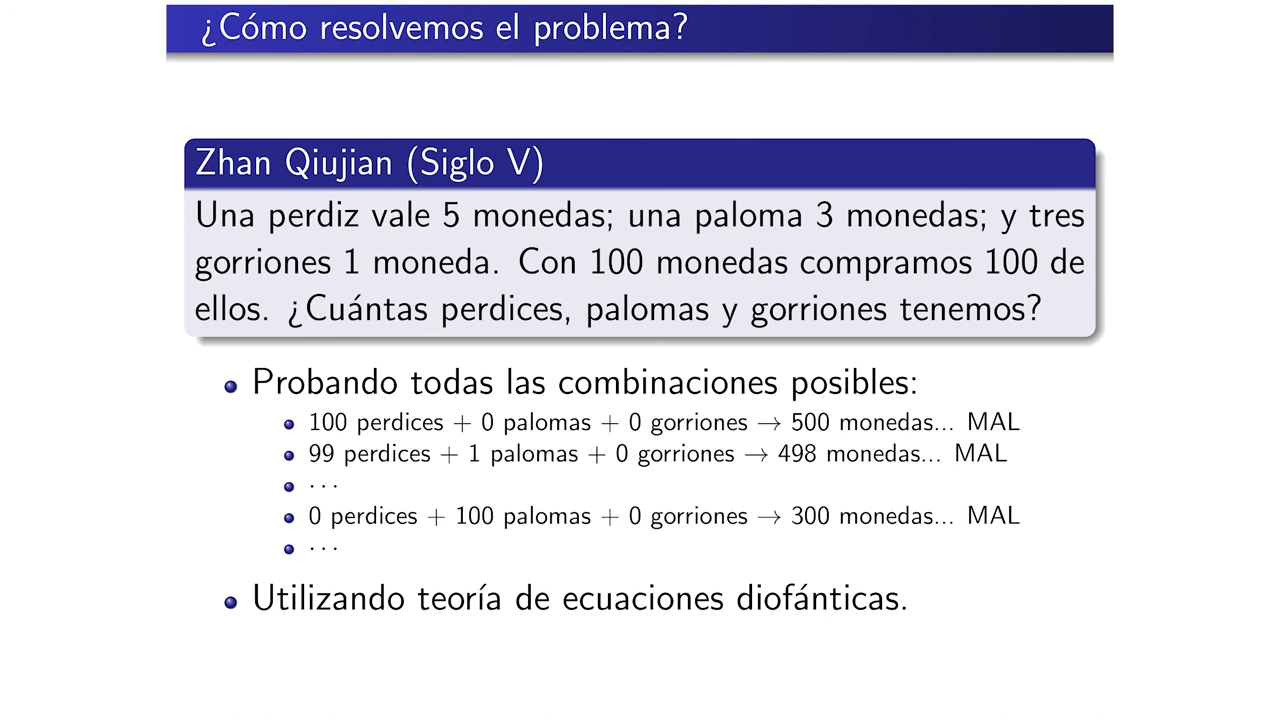 ¿Cómo resolvemos el problema?
Zhan Qiujian (Siglo V)
Una perdiz vale 5 monedas; una paloma 3 monedas; y tres
gorriones 1 moneda. Con 100 monedas compramos 100 de
ellos. ¿Cuántas perdices, palomas y gorriones tenemos?
Probando todas las combinaciones posibles:
100 perdices + 0 palomas + 0 gorriones → 500 monedas... MAL
99 perdices + 1 palomas + 0 gorriones → 498 monedas... MAL
···
0 perdices + 100 palomas + 0 gorriones → 300 monedas... MAL
···
Utilizando teoría de ecuaciones diofánticas.